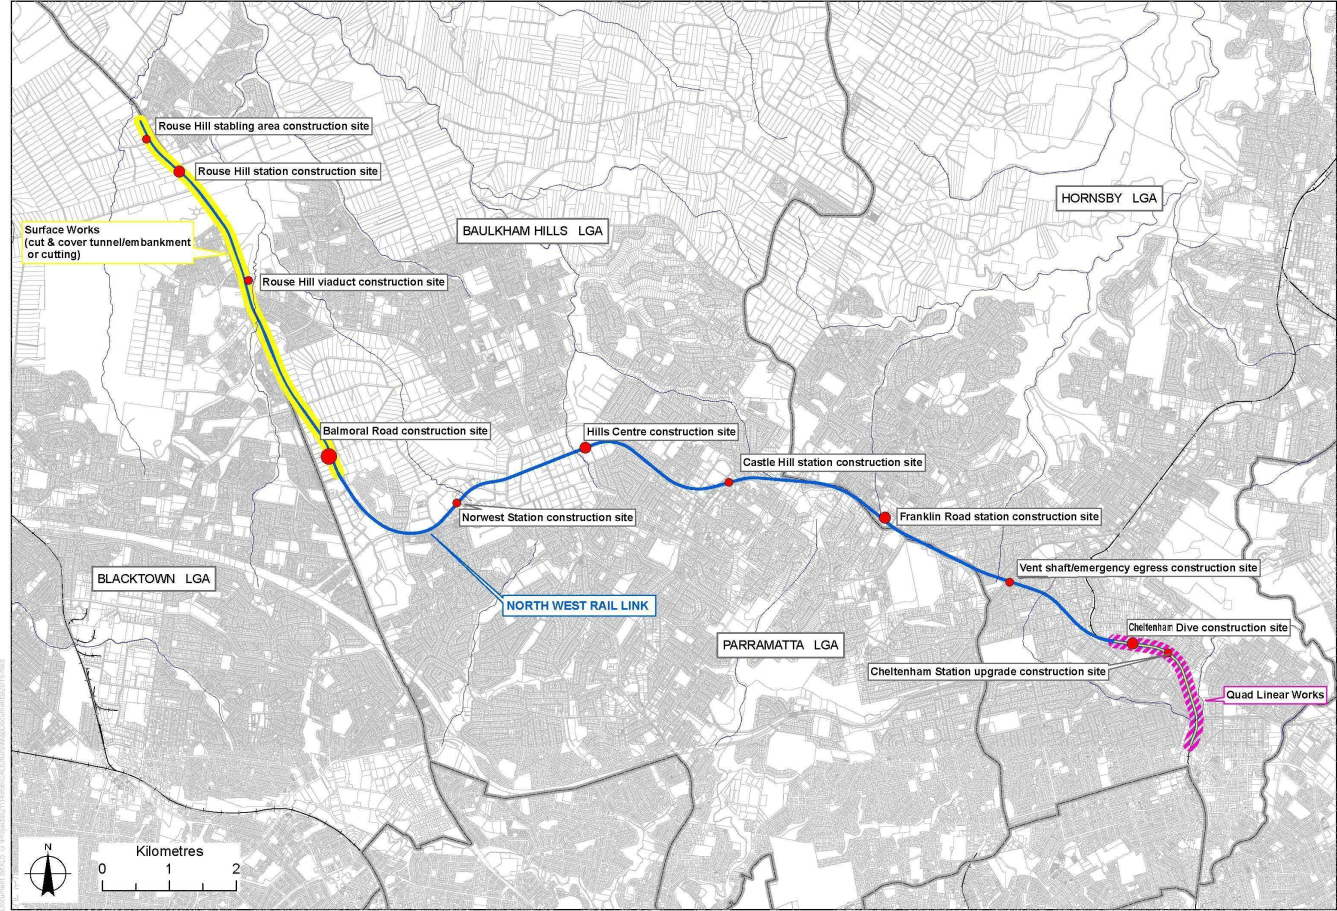 Rouse Hill stabling area construction site
Rouse Hill station construction site
HORNSBY LGA
BAULKHAM HILLS LGA
Surface Works
(cut & cover tunnel/embankment
or cutting)
Rouse Hill viaduct construction site
Balmoral Road construction site
Hills Centre construction site
Castle Hill station construction site
Norwest Station construction site
Franklin Road station construction site
Vent shaft/emergency egress construction site
BLACKTOWN LGA
NORTH WEST RAIL LINK
Cheltenham Dive construction site
PARRAMATTA LGA
Cheltenham Station upgrade construction site
Quad Linear Works
N
Kilometres
0 1 2